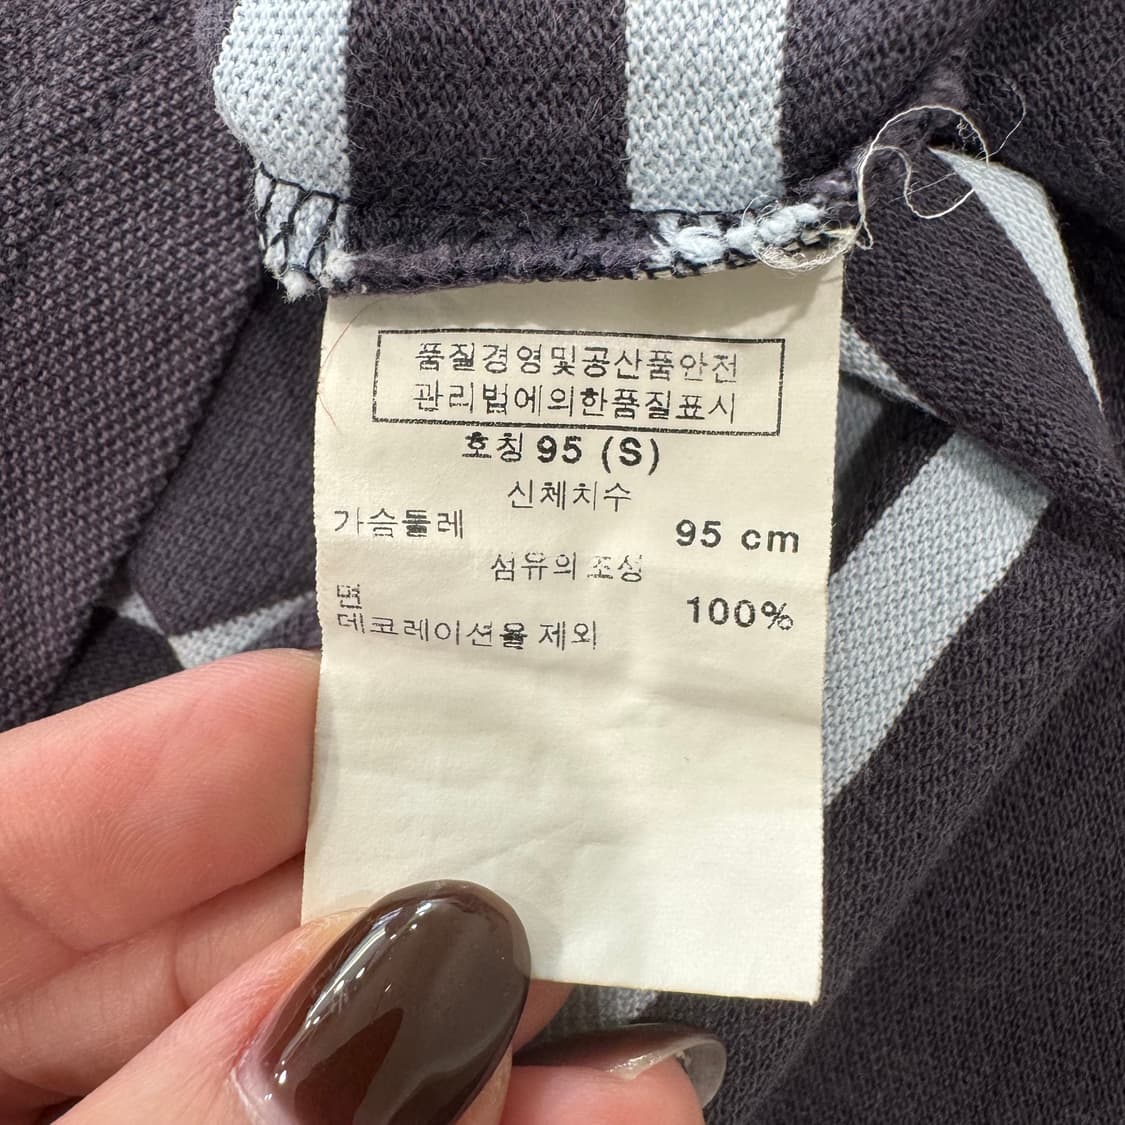 품질경영및공산품안전
관리법에의한품질표시
호칭 95 (S)
신체치수
가슴둘레 95 cm
섬유의 조성
면 100%
데코레이션율 제외